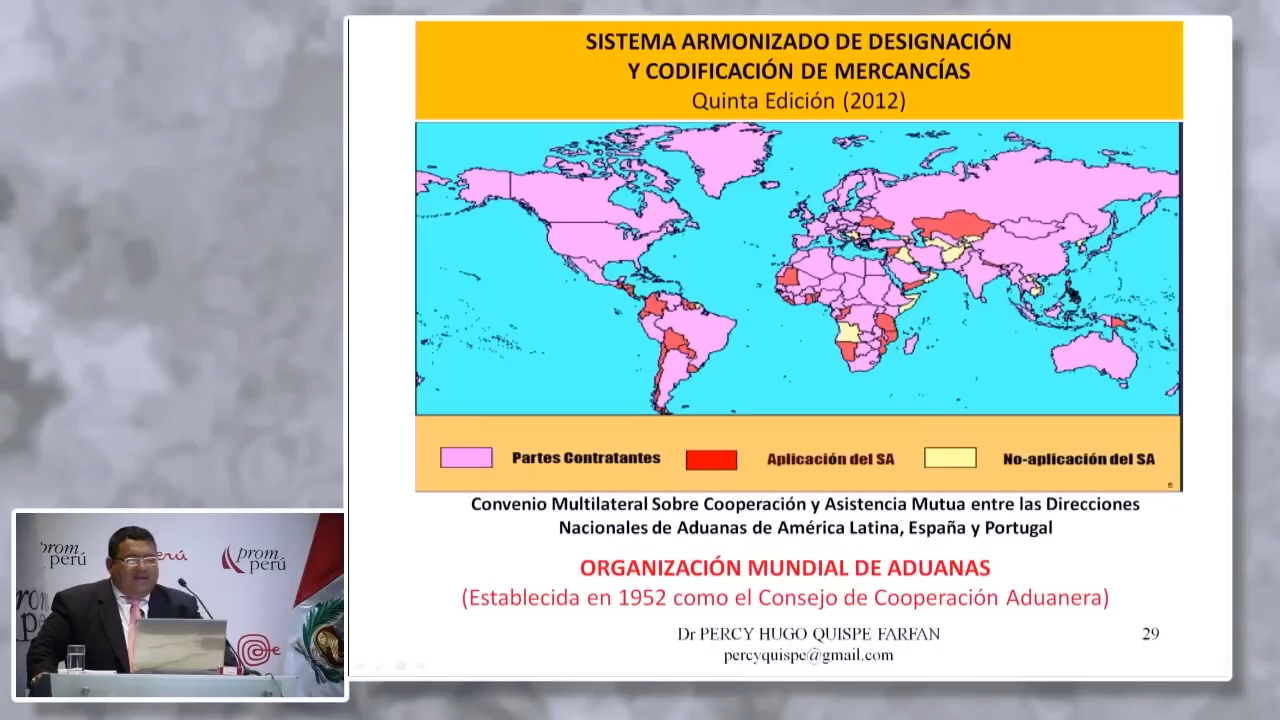 SISTEMA ARMONIZADO DE DESIGNACIÓN
Y CODIFICACIÓN DE MERCANCÍAS
Quinta Edición (2012)
Partes Contratantes
Aplicación del SA
No-aplicación del SA
Convenio Multilateral Sobre Cooperación y Asistencia Mutua entre las Direcciones
Nacionales de Aduanas de América Latina, España y Portugal
ORGANIZACIÓN MUNDIAL DE ADUANAS
(Establecida en 1952 como el Consejo de Cooperación Aduanera)
Dr PERCY HUGO QUISPE FARFAN
29
percyquispe@gmail.com
prom
perú
prom
perú